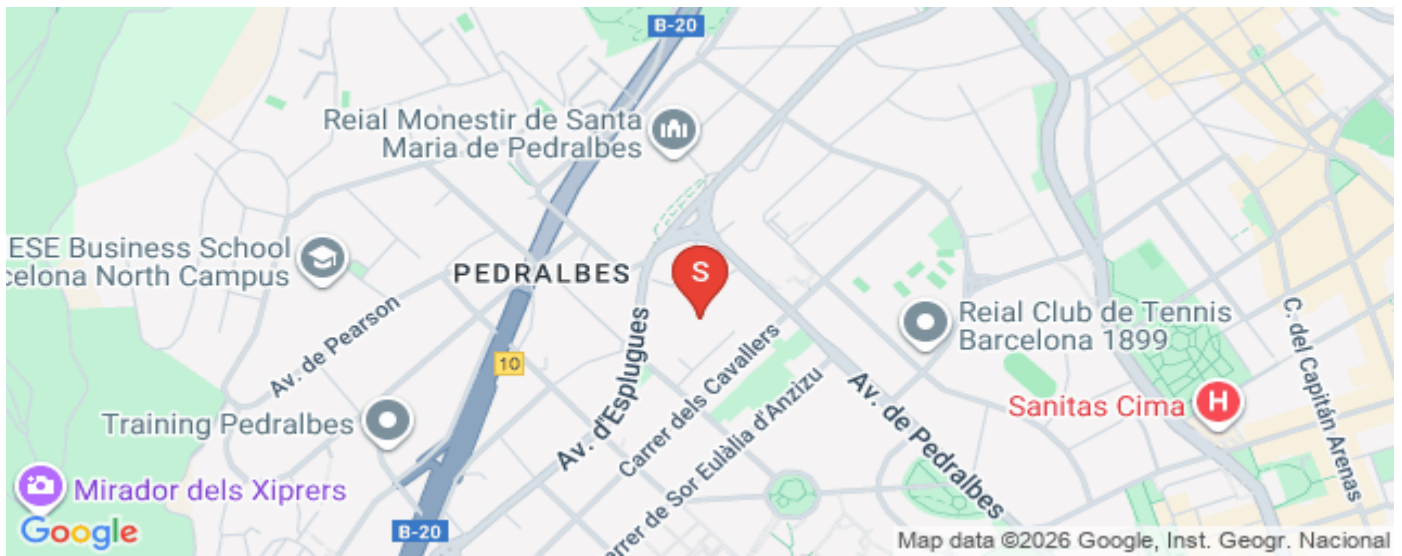 B-20
Reial Monestir de Santa
Maria de Pedralbes
ESE Business School
celona North Campus
PEDRALBES
S
Av. de Pearson
10
Av. d'Esplugues
Reial Club de Tennis
Barcelona 1899
C. del Capitán Arenas
Carrer dels Cavallers
Av. de Pedralbes
Sanitas Cima
H
Training Pedralbes
rrer de Sor Eulàlia d'Anzizu
Mirador dels Xiprers
Google
B-20
Map data ©2026 Google, Inst. Geogr. Nacional